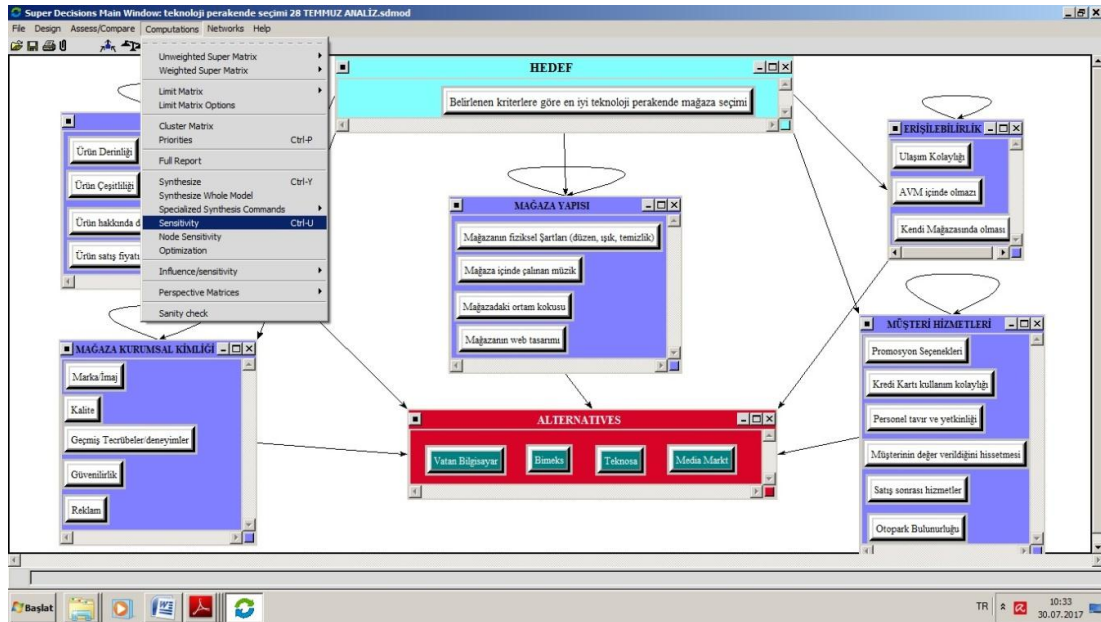 Super Decisions Main Window: teknoloji perakende seçimi 28 TEMMUZ ANALİZ.sdmod
File Design Assess/Compare Computations Networks Help
Unweighted Super Matrix
Weighted Super Matrix
Limit Matrix
Limit Matrix Options
Cluster Matrix
Priorities Ctrl-P
Full Report
Synthesize Ctrl-Y
Synthesize Whole Model
Specialized Synthesis Commands
Sensitivity Ctrl-U
Node Sensitivity
Optimization
Influence/sensitivity
Perspective Matrices
Sanity check
HEDEF
Belirlenen kriterlere göre en iyi teknoloji perakende mağaza seçimi
Ürün Derinliği
Ürün Çeşitliliği
Ürün hakkında d
Ürün satış fiyatı
MAĞAZA YAPISI
Mağazanın fiziksel Şartları (düzen, ışık, temizlik)
Mağaza içinde çalınan müzik
Mağazadaki ortam kokusu
Mağazanın web tasarımı
ERİŞİLEBİLİRLİK
Ulaşım Kolaylığı
AVM içinde olmazı
Kendi Mağazasında olması
MAĞAZA KURUMSAL KİMLİĞİ
Marka/İmaj
Kalite
Geçmiş Tecrübeler/deneyimler
Güvenilirlik
Reklam
ALTERNATIVES
Vatan Bilgisayar
Bimeks
Teknosa
Media Markt
MÜŞTERİ HİZMETLERİ
Promosyon Seçenekleri
Kredi Kartı kullanım kolaylığı
Personel tavır ve yetkinliği
Müşterinin değer verildiğini hissetmesi
Satış sonrası hizmetler
Otopark Bulunurluğu
Başlat
TR
10:33
30.07.2017